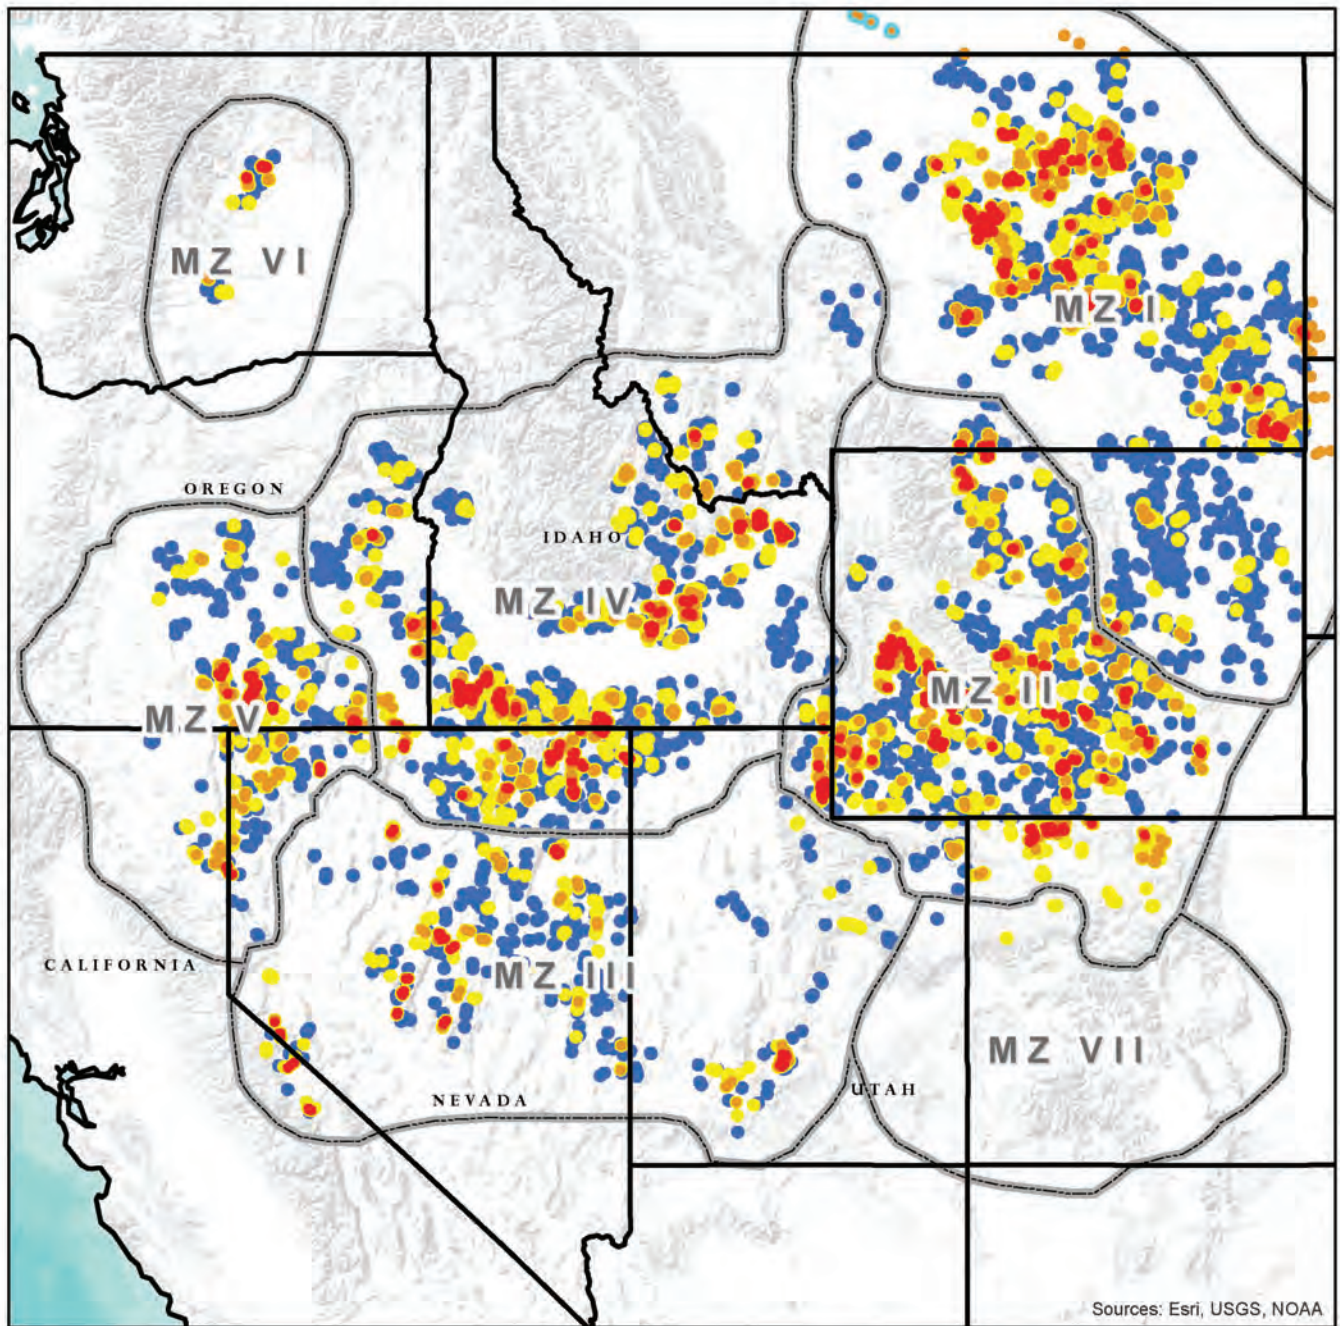 MZ VI
MZ I
OREGON
IDAHO
MZ IV
MZ II
MZ V
CALIFORNIA
MZ III
MZ VII
NEVADA
UTAH
Sources: Esri, USGS, NOAA